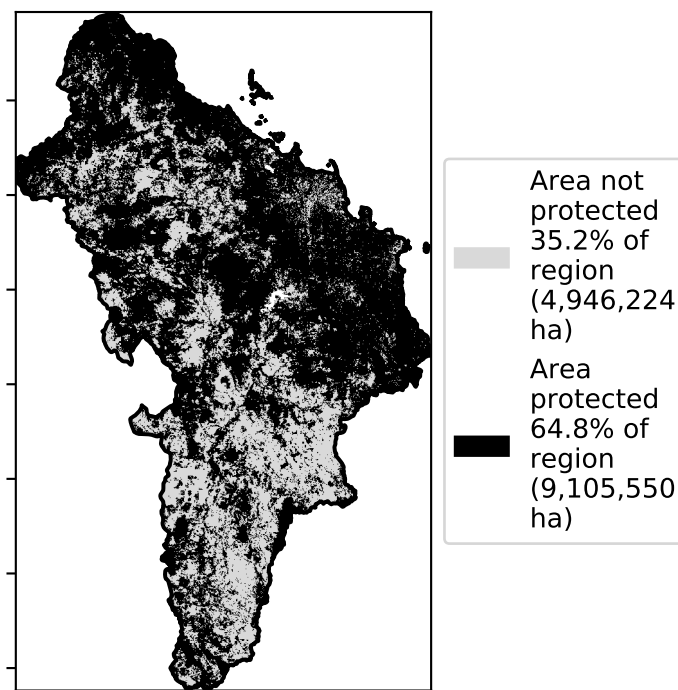 Area not
protected
35.2% of
region
(4,946,224
ha)
Area
protected
64.8% of
region
(9,105,550
ha)